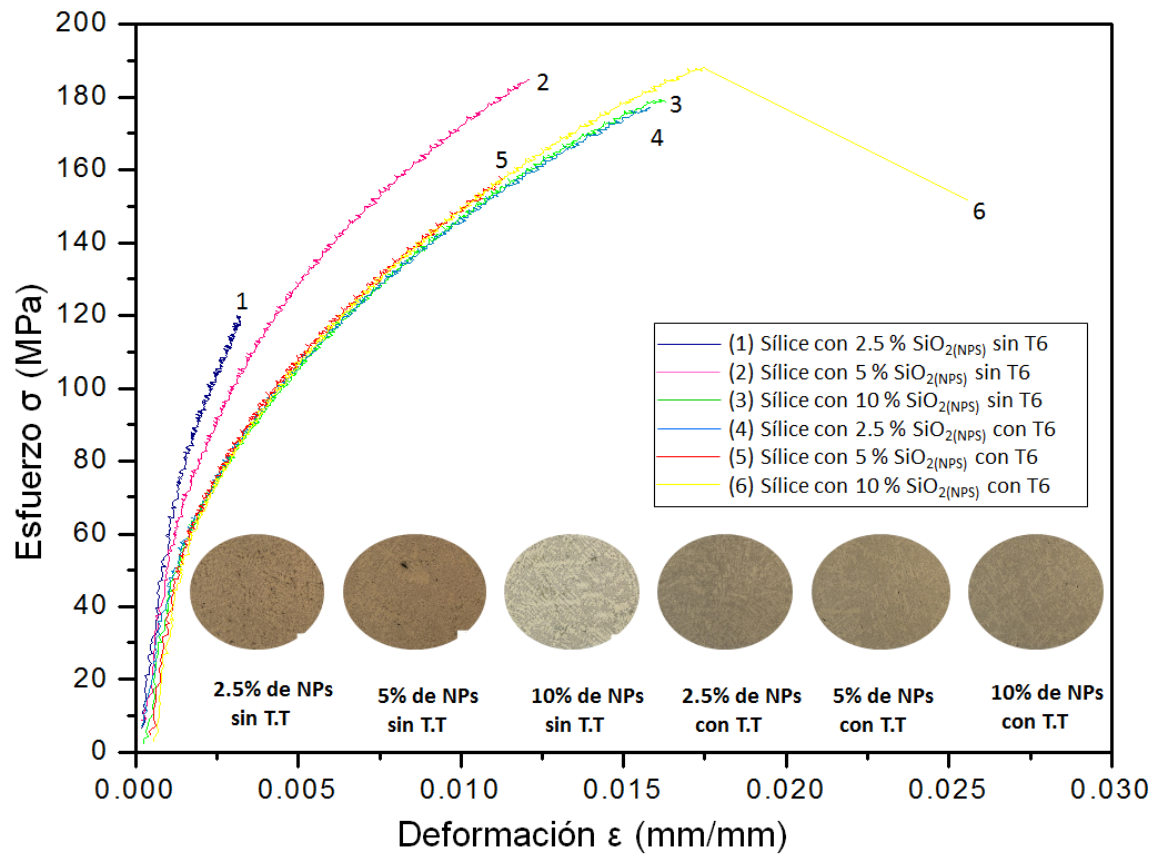 200
180
160
140
120
100
80
60
40
20
0
Esfuerzo σ (MPa)
1
2
3
4
5
6
(1) Sílice con 2.5 % SiO2(NPS) sin T6
(2) Sílice con 5 % SiO2(NPS) sin T6
(3) Sílice con 10 % SiO2(NPS) sin T6
(4) Sílice con 2.5 % SiO2(NPS) con T6
(5) Sílice con 5 % SiO2(NPS) con T6
(6) Sílice con 10 % SiO2(NPS) con T6
2.5% de NPs
sin T.T
5% de NPs
sin T.T
10% de NPs
sin T.T
2.5% de NPs
con T.T
5% de NPs
con T.T
10% de NPs
con T.T
0.000 0.005 0.010 0.015 0.020 0.025 0.030
Deformación ε (mm/mm)